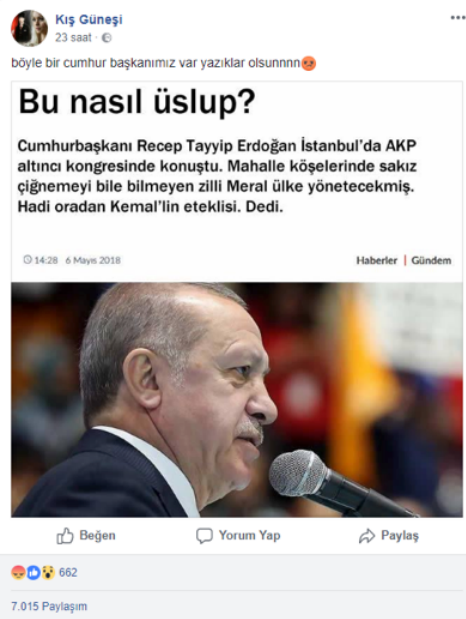 Kış Güneşi
23 saat
böyle bir cumhur başkanımız var yazıklar olsunnnn
Bu nasıl üslup?
Cumhurbaşkanı Recep Tayyip Erdoğan İstanbul'da AKP
altıncı kongresinde konuştu. Mahalle köşelerinde sakız
çiğnemeyi bile bilmeyen zilli Meral ülke yönetecekmiş.
Hadi oradan Kemal'lin eteklisi. Dedi.
14:28 6 Mayıs 2018
Haberler | Gündem
Beğen Yorum Yap Paylaş
662
7.015 Paylaşım